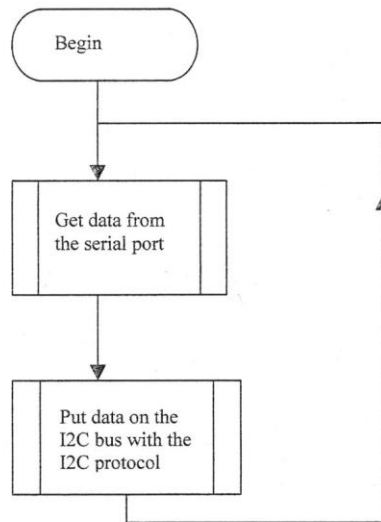 Begin
Get data from
the serial port
Put data on the
I2C bus with the
I2C protocol